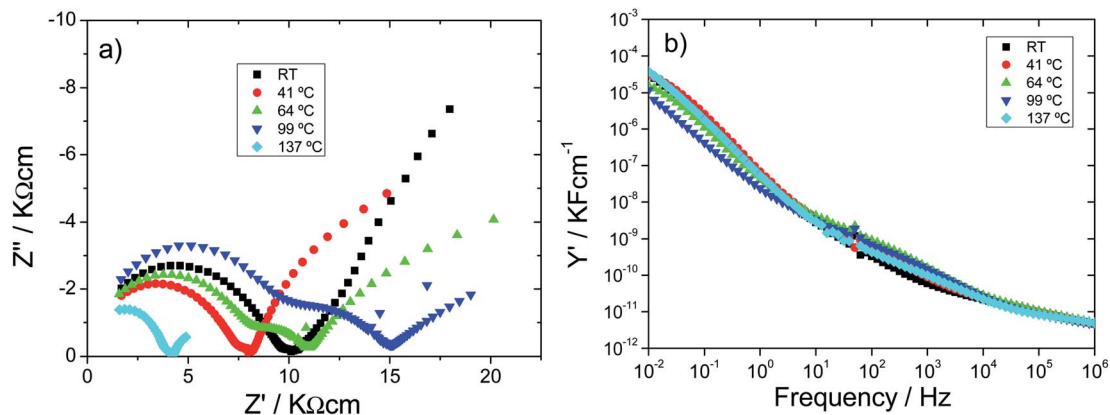 a)
-10
-8
-6
-4
-2
0
Z'' / KΩcm
RT
41 ºC
64 ºC
99 ºC
137 ºC
0 5 10 15 20
Z' / KΩcm
b)
10⁻³
10⁻⁴
10⁻⁵
10⁻⁶
10⁻⁷
10⁻⁸
10⁻⁹
10⁻¹⁰
10⁻¹¹
10⁻¹²
Y' / KFcm⁻¹
RT
41 ºC
64 ºC
99 ºC
137 ºC
10⁻² 10⁻¹ 10⁰ 10¹ 10² 10³ 10⁴ 10⁵ 10⁶
Frequency / Hz